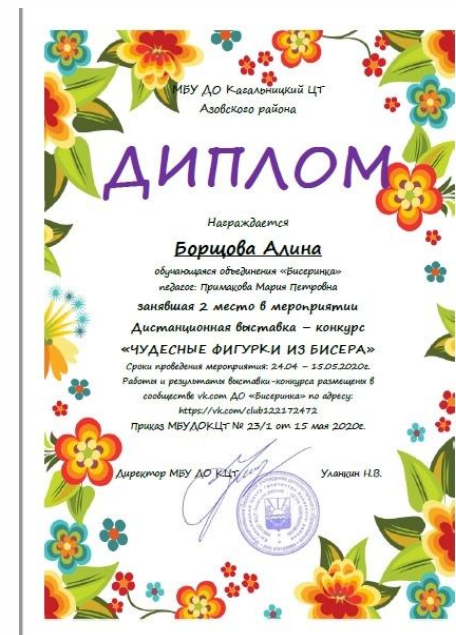 МБУ ДО Кагальницкий ЦТ
Азовского района
ДИПЛОМ
Награждается
Борщова Алина
обучающаяся объединения «Бисеринка»
педагог: Примакова Мария Петровна
занявшая 2 место в мероприятии
Дистанционная выставка – конкурс
«ЧУДЕСНЫЕ ФИГУРКИ ИЗ БИСЕРА»
Сроки проведения мероприятия: 24.04 – 15.05.2020г.
Работы и результаты выставки-конкурса размещены в
сообществе vk.com ДО «Бисеринка» по адресу:
https://vk.com/club122172472
Приказ МБУДОКЦТ № 23/1 от 15 мая 2020г.
Директор МБУ ДО КЦТ Уланкин Н.В.